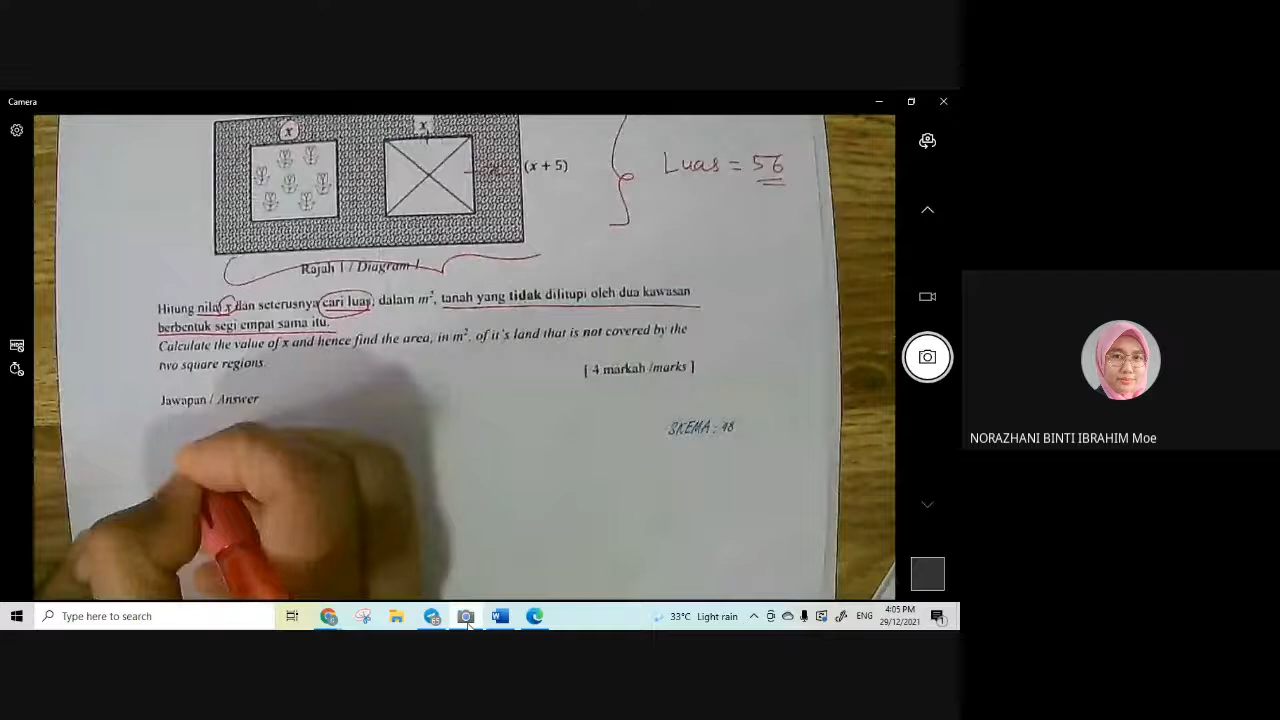 Camera
x
x
(x + 5)
Luas = 56
Rajah 1 / Diagram 1
Hitung nilai x dan seterusnya cari luas, dalam m², tanah yang tidak dilitupi oleh dua kawasan
berbentuk segi empat sama itu.
Calculate the value of x and hence find the area, in m², of it's land that is not covered by the
two square regions.
[ 4 markah /marks ]
Jawapan / Answer
SKEMA : 48
NORAZHANI BINTI IBRAHIM Moe
Type here to search
33°C Light rain
ENG
4:05 PM
29/12/2021